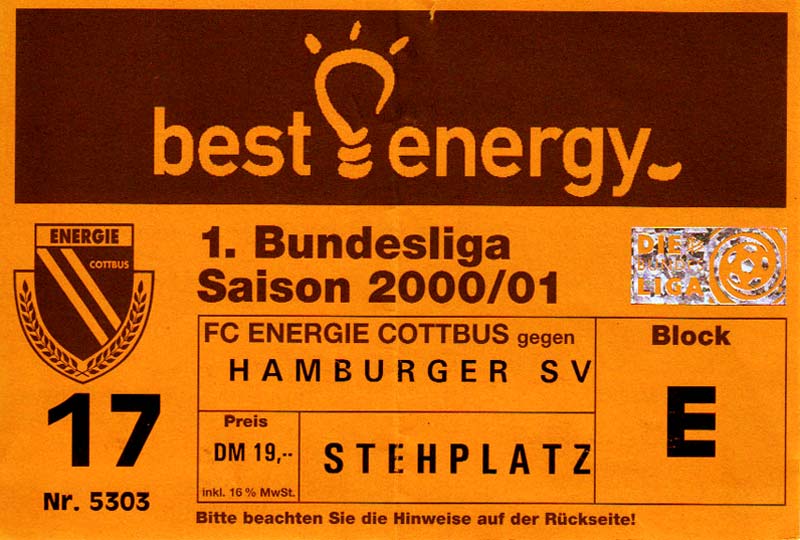 best energy
ENERGIE
COTTBUS
1. Bundesliga
Saison 2000/01
DIE
LIGA
FC ENERGIE COTTBUS gegen
HAMBURGER SV
Block
E
17
Nr. 5303
Preis
DM 19,--
inkl. 16 % MwSt.
STEHPLATZ
Bitte beachten Sie die Hinweise auf der Rückseite!